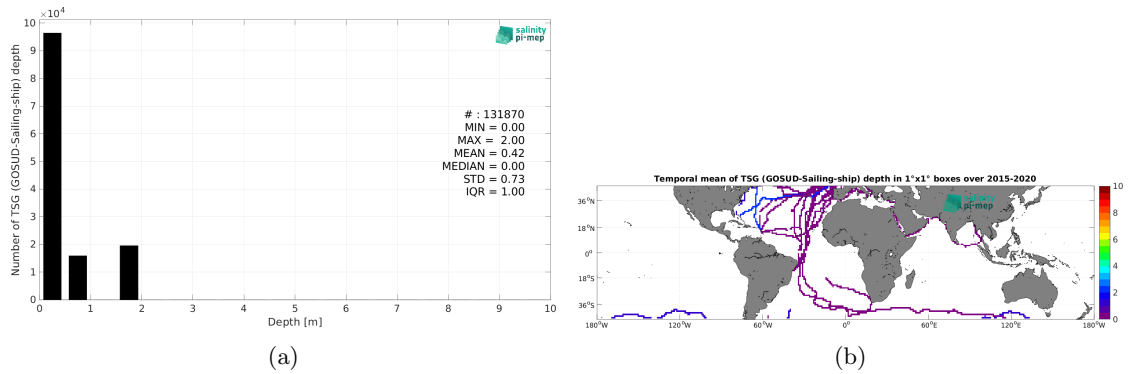 ×10⁴
10
9
8
7
6
5
4
3
2
1
0
Number of TSG (GOSUD-Sailing-ship) depth
salinity
pi-mep
# : 131870
MIN = 0.00
MAX = 2.00
MEAN = 0.42
MEDIAN = 0.00
STD = 0.73
IQR = 1.00
0 1 2 3 4 5 6 7 8 9 10
Depth [m]
(a)
Temporal mean of TSG (GOSUD-Sailing-ship) depth in 1°x1° boxes over 2015-2020
salinity
pi-mep
36°N
18°N
0°
18°S
36°S
180°W 120°W 60°W 0° 60°E 120°E 180°W
10
8
6
4
2
0
(b)